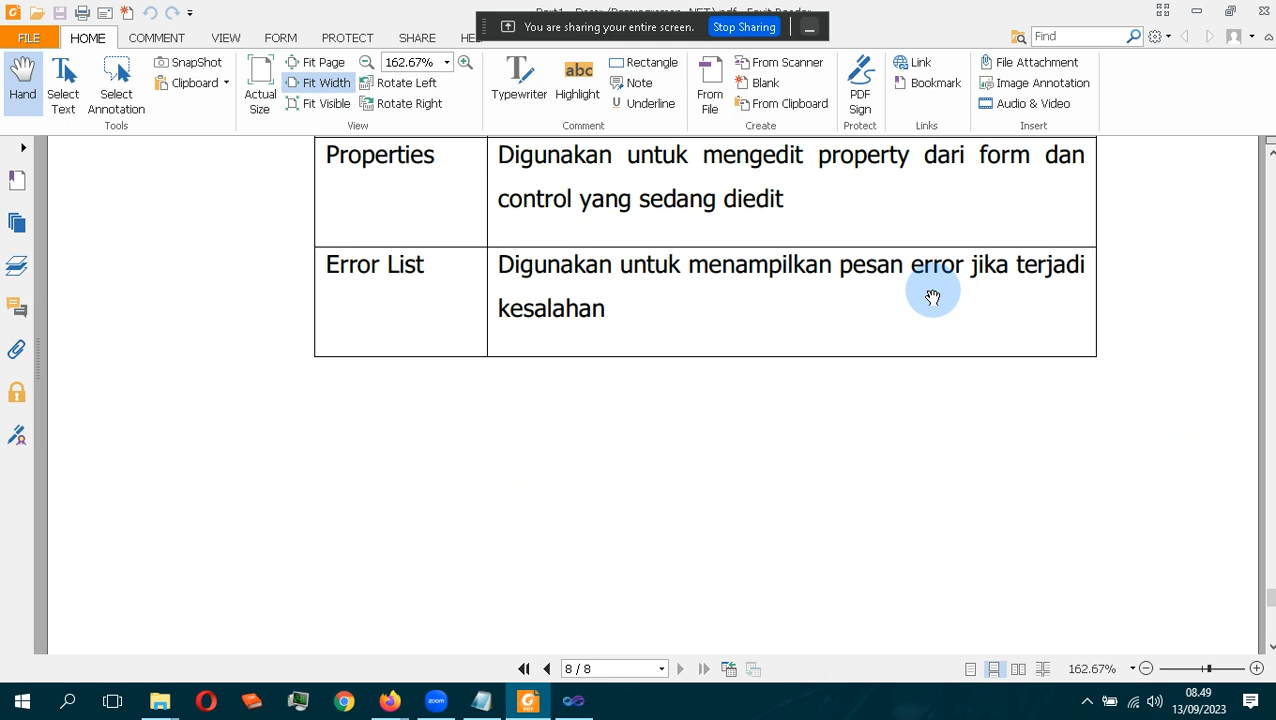 You are sharing your entire screen.
Stop Sharing
FILE
HOME
COMMENT
VIEW
FORM
PROTECT
SHARE
Find
Hand
Select
Text
Select
Annotation
SnapShot
Clipboard
Tools
Actual
Size
Fit Page
Fit Width
Fit Visible
162.67%
Rotate Left
Rotate Right
View
Typewriter
abc
Highlight
Rectangle
Note
U Underline
Comment
From
File
From Scanner
Blank
From Clipboard
Create
PDF
Sign
Protect
Link
Bookmark
Links
File Attachment
Image Annotation
Audio & Video
Insert
Properties
Digunakan untuk mengedit property dari form dan
control yang sedang diedit
Error List
Digunakan untuk menampilkan pesan error jika terjadi
kesalahan
8 / 8
162.67%
zoom
08.49
13/09/2023